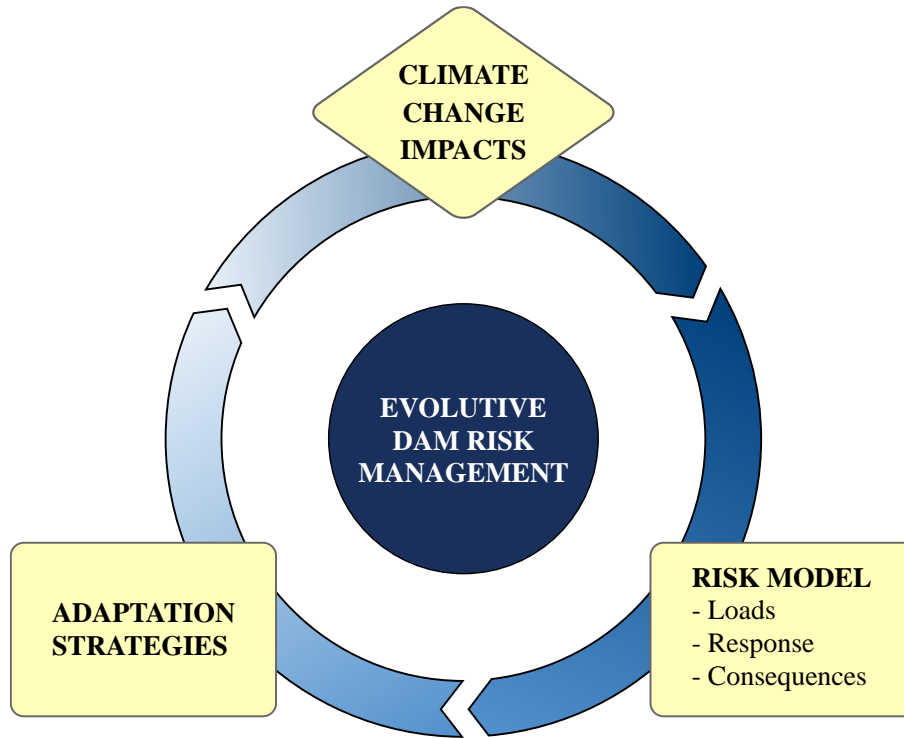 CLIMATE
CHANGE
IMPACTS
EVOLUTIVE
DAM RISK
MANAGEMENT
ADAPTATION
STRATEGIES
RISK MODEL
- Loads
- Response
- Consequences